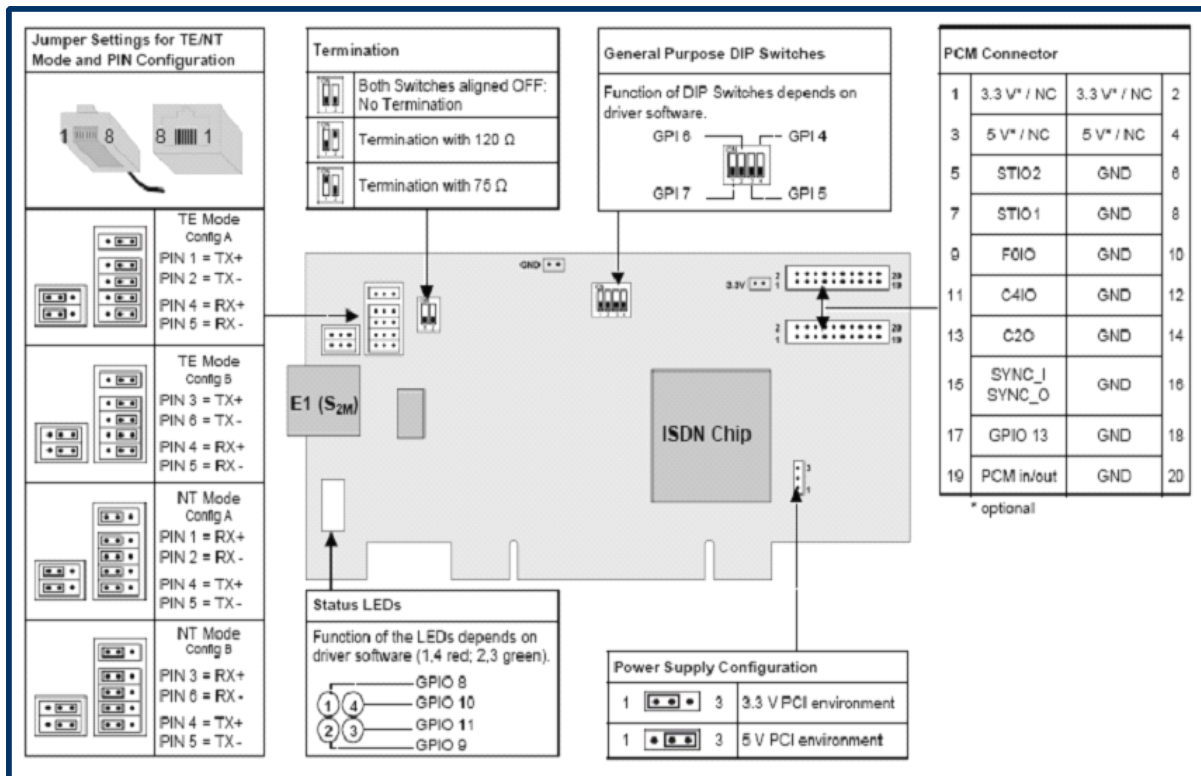 Jumper Settings for TE/NT
Mode and PIN Configuration
1 8 8 1
TE Mode
Config A
PIN 1 = TX+
PIN 2 = TX-
PIN 4 = RX+
PIN 5 = RX-
TE Mode
Config B
PIN 3 = TX+
PIN 6 = TX-
PIN 4 = RX+
PIN 5 = RX-
NT Mode
Config A
PIN 1 = RX+
PIN 2 = RX-
PIN 4 = TX+
PIN 5 = TX-
NT Mode
Config B
PIN 3 = RX+
PIN 6 = RX-
PIN 4 = TX+
PIN 5 = TX-
Termination
Both Switches aligned OFF:
No Termination
Termination with 120 Ω
Termination with 75 Ω
General Purpose DIP Switches
Function of DIP Switches depends on
driver software.
GPI 6 GPI 4
ON
1 2 3 4
GPI 7 GPI 5
GND
3.3V
2 20
1 19
2 20
1 19
E1 (S2M)
ISDN Chip
3
1
Status LEDs
Function of the LEDs depends on
driver software (1,4 red; 2,3 green).
GPIO 8
1 4 GPIO 10
2 3 GPIO 11
GPIO 9
Power Supply Configuration
1 3 3.3 V PCI environment
1 3 5 V PCI environment
PCM Connector
1 3.3 V* / NC 3.3 V* / NC 2
3 5 V* / NC 5 V* / NC 4
5 STIO2 GND 6
7 STIO1 GND 8
9 F0IO GND 10
11 C4IO GND 12
13 C2O GND 14
15 SYNC_I SYNC_O GND 16
17 GPIO 13 GND 18
19 PCM in/out GND 20
* optional